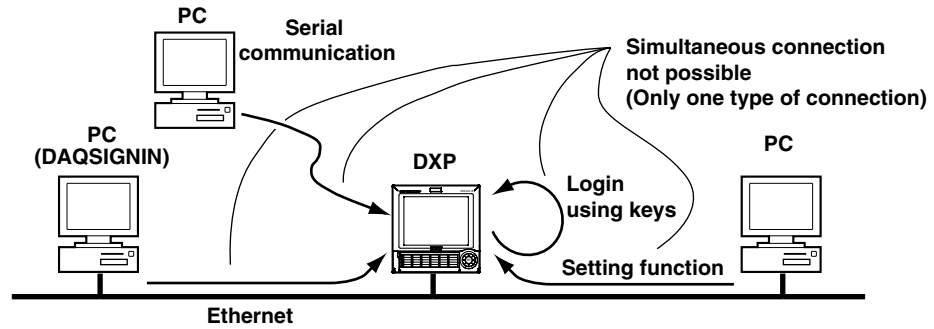 PC
Serial
communication
Simultaneous connection
not possible
(Only one type of connection)
PC
(DAQSIGNIN)
DXP
PC
Login
using keys
Setting function
Ethernet